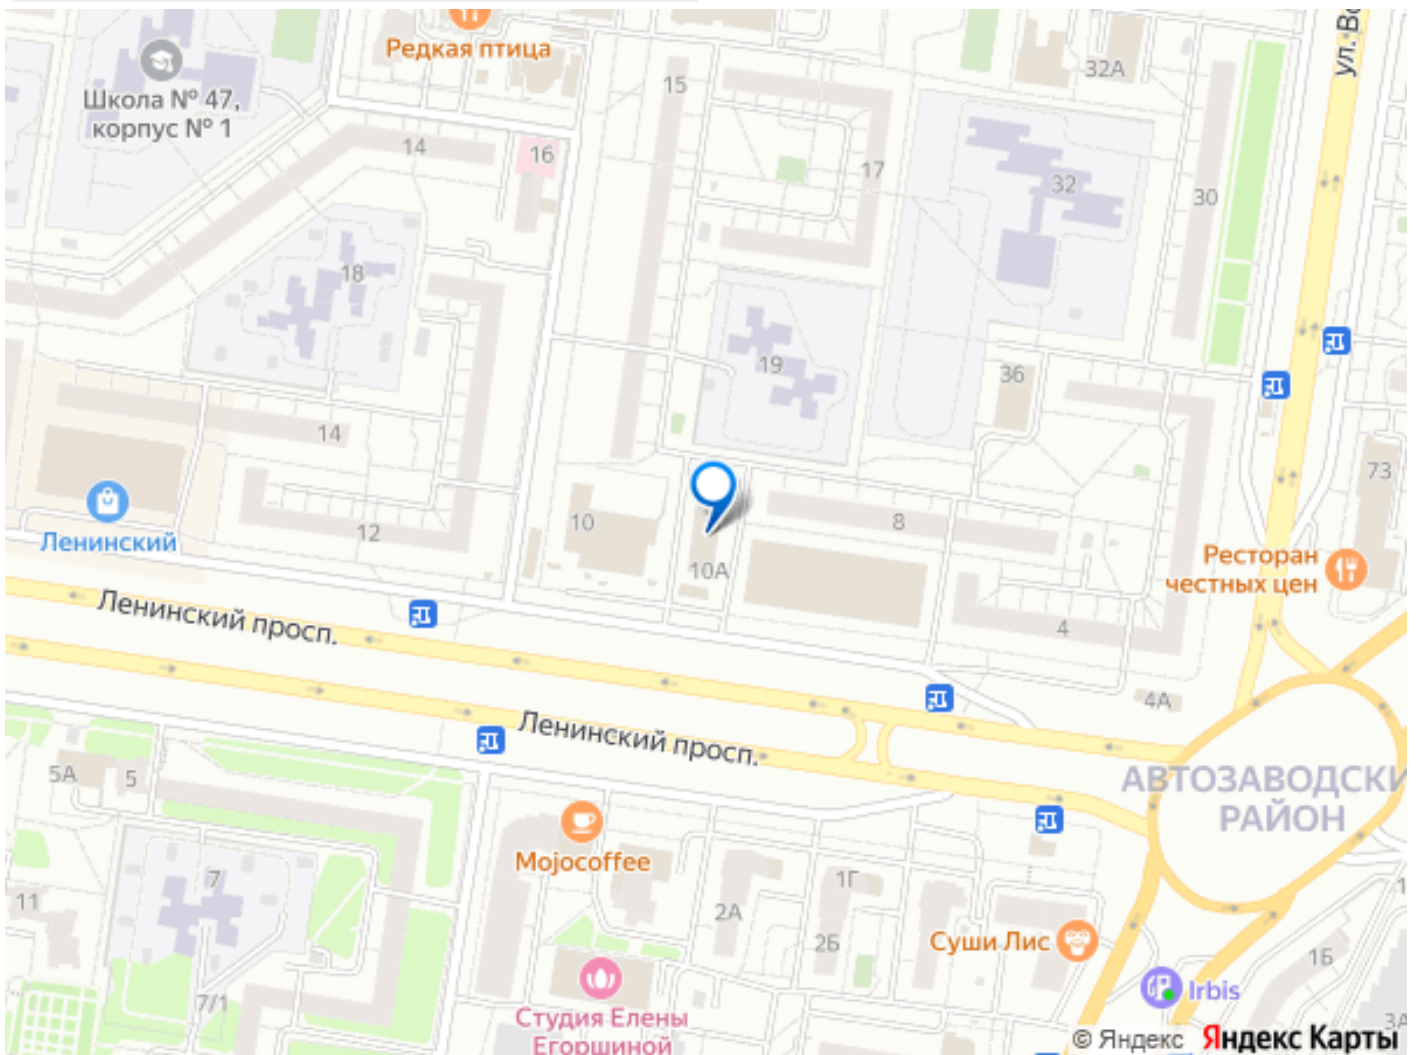 Редкая птица
ул. Во
Школа № 47,
корпус № 1
32А
15
14
16
17
32
30
18
19
36
14
73
12
10
8
Ленинский
10А
Ресторан
честных цен
Ленинский просп.
4
4А
Ленинский просп.
5А
5
АВТОЗАВОДСКИ
РАЙОН
Mojocoffee
7
1Г
11
2А
2Б
Суши Лис
1Б
Irbis
7/1
Студия Елены
Егоршиной
3А
© Яндекс Яндекс Карты